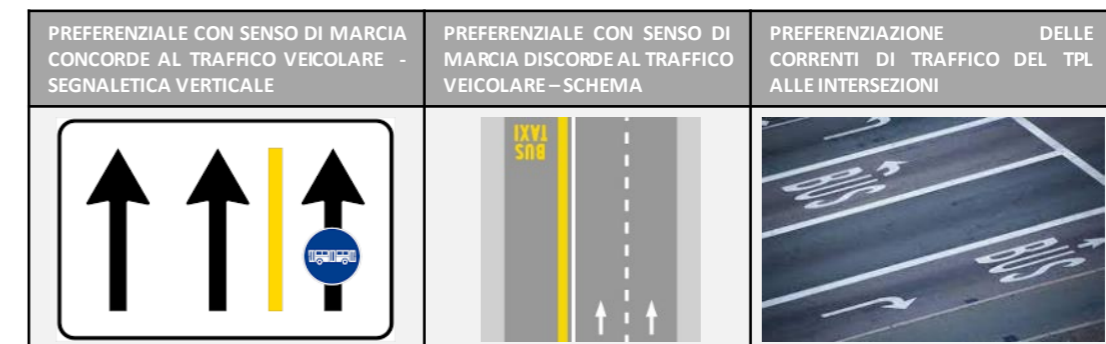 PREFERENZIALE CON SENSO DI MARCIA
CONCORDE AL TRAFFICO VEICOLARE -
SEGNALETICA VERTICALE
PREFERENZIALE CON SENSO DI
MARCIA DISCORDE AL TRAFFICO
VEICOLARE – SCHEMA
PREFERENZIAZIONE DELLE
CORRENTI DI TRAFFICO DEL TPL
ALLE INTERSEZIONI
TAXI
BUS
BUS
BUS